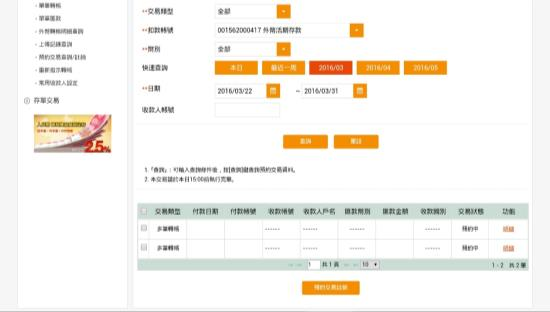 單筆轉帳
單筆匯款
外幣轉帳明細查詢
上傳記錄查詢
預約交易查詢/註銷
重新指示轉帳
常用收款人設定
存單交易
2.5%
**交易類型 全部
**扣款帳號 001562000417 外幣活期存款
**幣別 全部
快速查詢 本日 最近一周 2016/03 2016/04 2016/05
**日期 2016/03/22 ~ 2016/03/31
收款人帳號
查詢 重設
1.「查詢」: 可輸入查詢條件後，按[查詢]鍵查詢預約交易資料。
2. 本交易請於本日15:00前執行完畢。
交易類型 付款日期 付款帳號 收款帳號 收款人戶名 匯款幣別 匯款金額 收款國別 交易狀態 功能
多筆轉帳 ------ ------ ------ ------ 預約中 明細
多筆轉帳 ------ ------ ------ ------ 預約中 明細
1 共 1 頁 10 1 - 2 共 2 筆
預約交易註銷